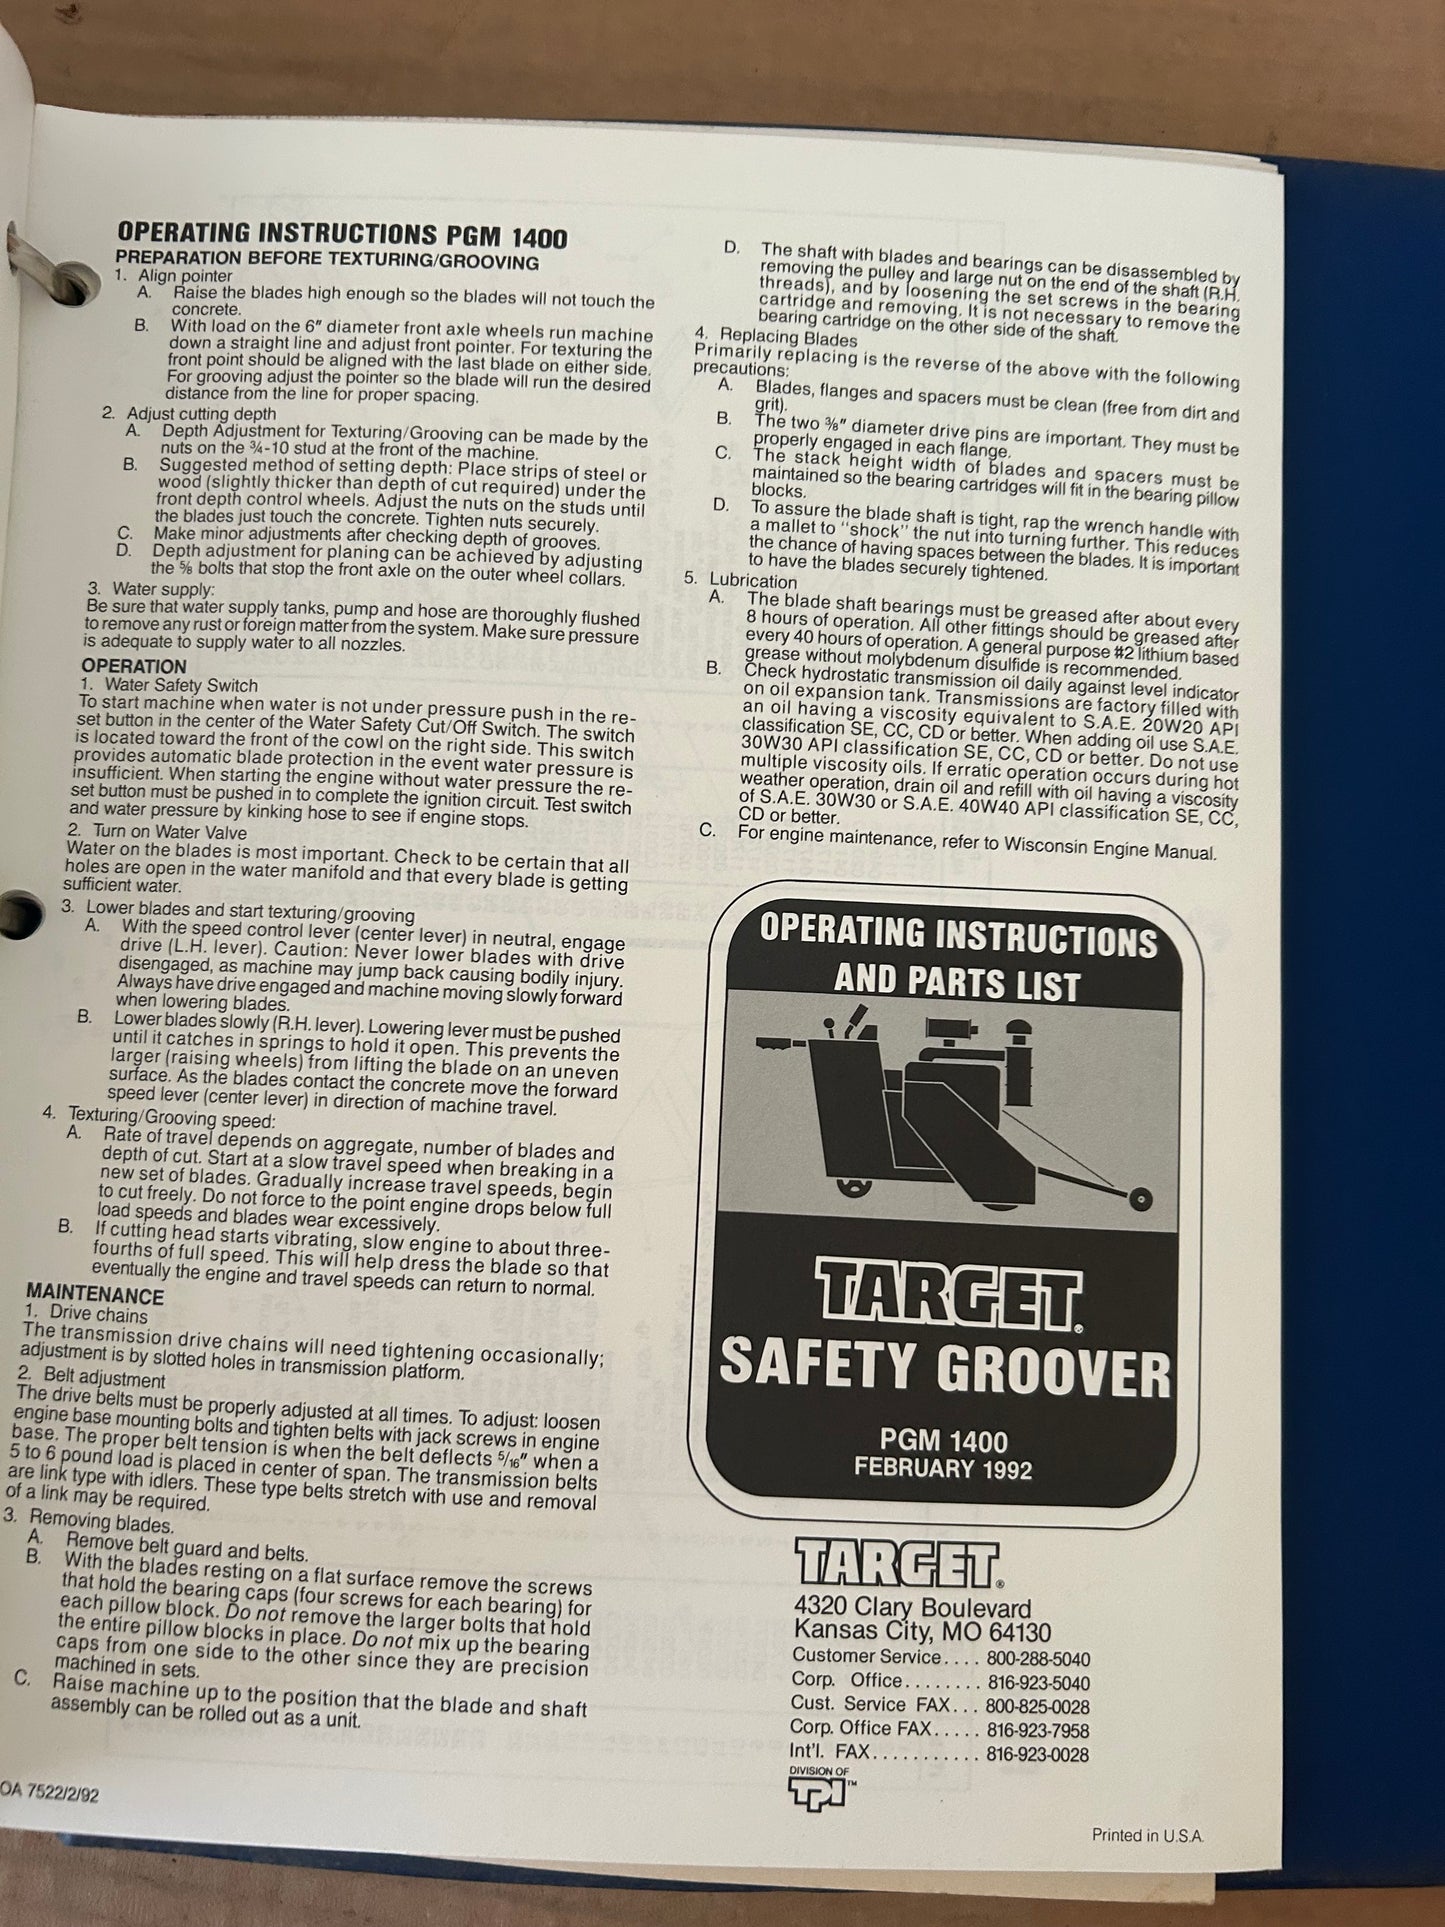 OPERATING INSTRUCTIONS PGM 1400
PREPARATION BEFORE TEXTURING/GROOVING
1. Align pointer
A. Raise the blades high enough so the blades will not touch the
concrete.
B. With load on the 6″ diameter front axle wheels run machine
down a straight line and adjust front pointer. For texturing the
front point should be aligned with the last blade on either side.
For grooving adjust the pointer so the blade will run the desired
distance from the line for proper spacing.
2. Adjust cutting depth
A. Depth Adjustment for Texturing/Grooving can be made by the
nuts on the ¾-10 stud at the front of the machine.
B. Suggested method of setting depth: Place strips of steel or
wood (slightly thicker than depth of cut required) under the
front depth control wheels. Adjust the nuts on the studs until
the blades just touch the concrete. Tighten nuts securely.
C. Make minor adjustments after checking depth of grooves.
D. Depth adjustment for planing can be achieved by adjusting
the ⅝ bolts that stop the front axle on the outer wheel collars.
3. Water supply:
Be sure that water supply tanks, pump and hose are thoroughly flushed
to remove any rust or foreign matter from the system. Make sure pressure
is adequate to supply water to all nozzles.
OPERATION
1. Water Safety Switch
To start machine when water is not under pressure push in the re-
set button in the center of the Water Safety Cut/Off Switch. The switch
is located toward the front of the cowl on the right side. This switch
provides automatic blade protection in the event water pressure is
insufficient. When starting the engine without water pressure the re-
set button must be pushed in to complete the ignition circuit. Test switch
and water pressure by kinking hose to see if engine stops.
2. Turn on Water Valve
Water on the blades is most important. Check to be certain that all
holes are open in the water manifold and that every blade is getting
sufficient water.
3. Lower blades and start texturing/grooving
A. With the speed control lever (center lever) in neutral, engage
drive (L.H. lever). Caution: Never lower blades with drive
disengaged, as machine may jump back causing bodily injury.
Always have drive engaged and machine moving slowly forward
when lowering blades.
B. Lower blades slowly (R.H. lever). Lowering lever must be pushed
until it catches in springs to hold it open. This prevents the
larger (raising wheels) from lifting the blade on an uneven
surface. As the blades contact the concrete move the forward
speed lever (center lever) in direction of machine travel.
4. Texturing/Grooving speed:
A. Rate of travel depends on aggregate, number of blades and
depth of cut. Start at a slow travel speed when breaking in a
new set of blades. Gradually increase travel speeds, begin
to cut freely. Do not force to the point engine drops below full
load speeds and blades wear excessively.
B. If cutting head starts vibrating, slow engine to about three-
fourths of full speed. This will help dress the blade so that
eventually the engine and travel speeds can return to normal.
MAINTENANCE
1. Drive chains
The transmission drive chains will need tightening occasionally;
adjustment is by slotted holes in transmission platform.
2. Belt adjustment
The drive belts must be properly adjusted at all times. To adjust: loosen
engine base mounting bolts and tighten belts with jack screws in engine
base. The proper belt tension is when the belt deflects 5/16″ when a
5 to 6 pound load is placed in center of span. The transmission belts
are link type with idlers. These type belts stretch with use and removal
of a link may be required.
3. Removing blades.
A. Remove belt guard and belts.
B. With the blades resting on a flat surface remove the screws
that hold the bearing caps (four screws for each bearing) for
each pillow block. Do not remove the larger bolts that hold
the entire pillow blocks in place. Do not mix up the bearing
caps from one side to the other since they are precision
machined in sets.
C. Raise machine up to the position that the blade and shaft
assembly can be rolled out as a unit.
OA 7522/2/92
D. The shaft with blades and bearings can be disassembled by
removing the pulley and large nut on the end of the shaft (R.H.
threads), and by loosening the set screws in the bearing
cartridge and removing. It is not necessary to remove the
bearing cartridge on the other side of the shaft.
4. Replacing Blades
Primarily replacing is the reverse of the above with the following
precautions:
A. Blades, flanges and spacers must be clean (free from dirt and
grit).
B. The two ⅜″ diameter drive pins are important. They must be
properly engaged in each flange.
C. The stack height width of blades and spacers must be
maintained so the bearing cartridges will fit in the bearing pillow
blocks.
D. To assure the blade shaft is tight, rap the wrench handle with
a mallet to "shock" the nut into turning further. This reduces
the chance of having spaces between the blades. It is important
to have the blades securely tightened.
5. Lubrication
A. The blade shaft bearings must be greased after about every
8 hours of operation. All other fittings should be greased after
every 40 hours of operation. A general purpose #2 lithium based
grease without molybdenum disulfide is recommended.
B. Check hydrostatic transmission oil daily against level indicator
on oil expansion tank. Transmissions are factory filled with
an oil having a viscosity equivalent to S.A.E. 20W20 API
classification SE, CC, CD or better. When adding oil use S.A.E.
30W30 API classification SE, CC, CD or better. Do not use
multiple viscosity oils. If erratic operation occurs during hot
weather operation, drain oil and refill with oil having a viscosity
of S.A.E. 30W30 or S.A.E. 40W40 API classification SE, CC,
CD or better.
C. For engine maintenance, refer to Wisconsin Engine Manual.
OPERATING INSTRUCTIONS
AND PARTS LIST
TARGET®
SAFETY GROOVER
PGM 1400
FEBRUARY 1992
TARGET®
4320 Clary Boulevard
Kansas City, MO 64130
Customer Service.... 800-288-5040
Corp. Office........ 816-923-5040
Cust. Service FAX... 800-825-0028
Corp. Office FAX..... 816-923-7958
Int'l. FAX........... 816-923-0028
DIVISION OF
TPI™
Printed in U.S.A.